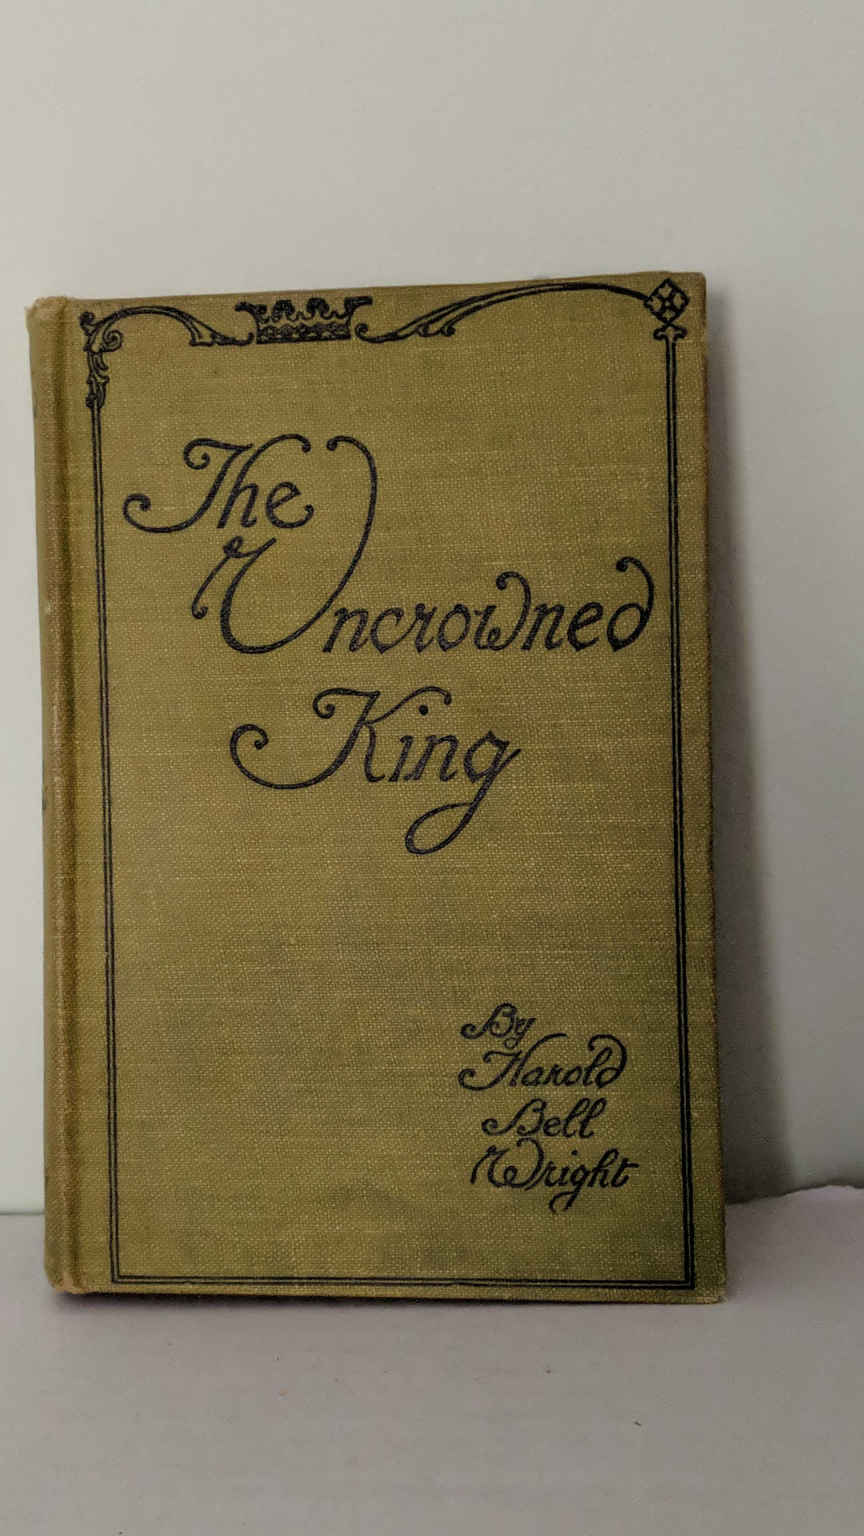 The
Uncrowned
King
By
Harold
Bell
Wright